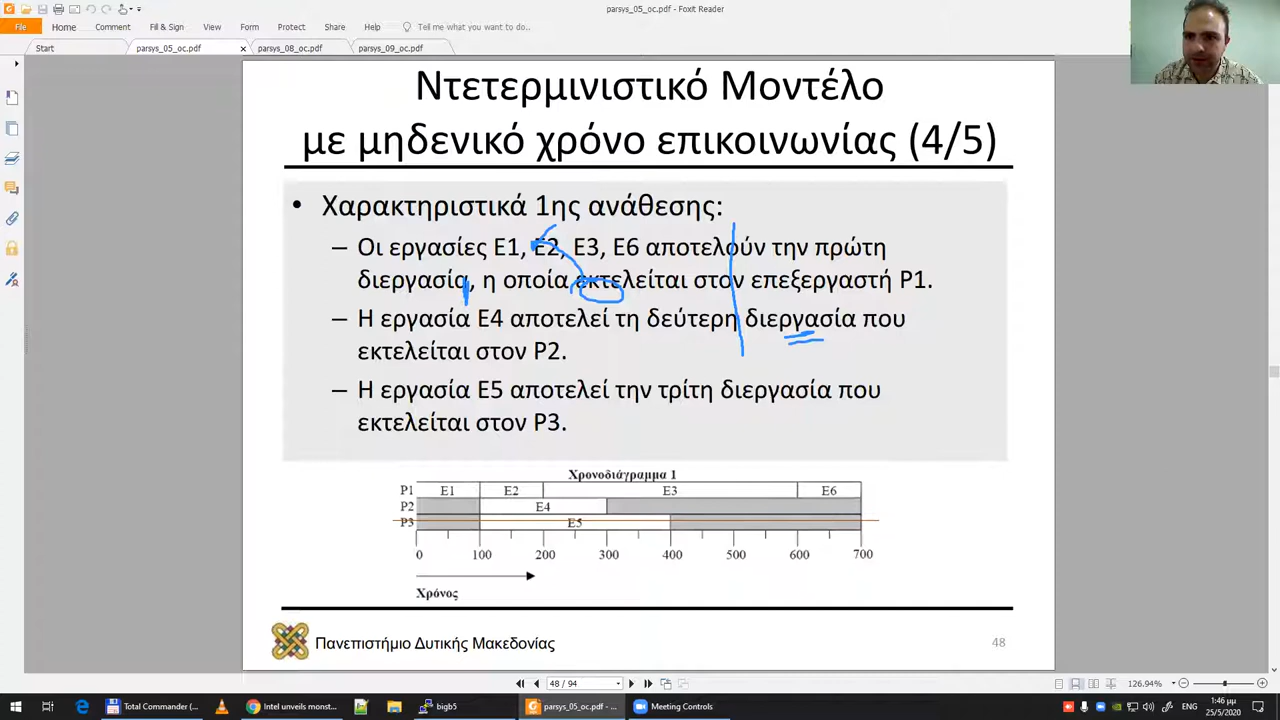 parsys_05_oc.pdf - Foxit Reader
File Home Comment Fill & Sign Form Protect Share Help Tell me what you want to do..
Start parsys_05_oc.pdf parsys_08_oc.pdf parsys_09_oc.pdf
Ντετερμινιστικό Μοντέλο
με μηδενικό χρόνο επικοινωνίας (4/5)
• Χαρακτηριστικά 1ης ανάθεσης:
– Οι εργασίες Ε1, Ε2, Ε3, Ε6 αποτελούν την πρώτη
διεργασία, η οποία εκτελείται στον επεξεργαστή P1.
– Η εργασία Ε4 αποτελεί τη δεύτερη διεργασία που
εκτελείται στον P2.
– Η εργασία Ε5 αποτελεί την τρίτη διεργασία που
εκτελείται στον P3.
Χρονοδιάγραμμα 1
P1 E1 E2 E3 E6
P2 E4
P3 E5
0 100 200 300 400 500 600 700
Χρόνος
Πανεπιστήμιο Δυτικής Μακεδονίας 48
48 / 94 126.94%
Total Commander (... Intel unveils monst... bigb5 parsys_05_oc.pdf - ... Meeting Controls 1:46 μμ
25/5/2020